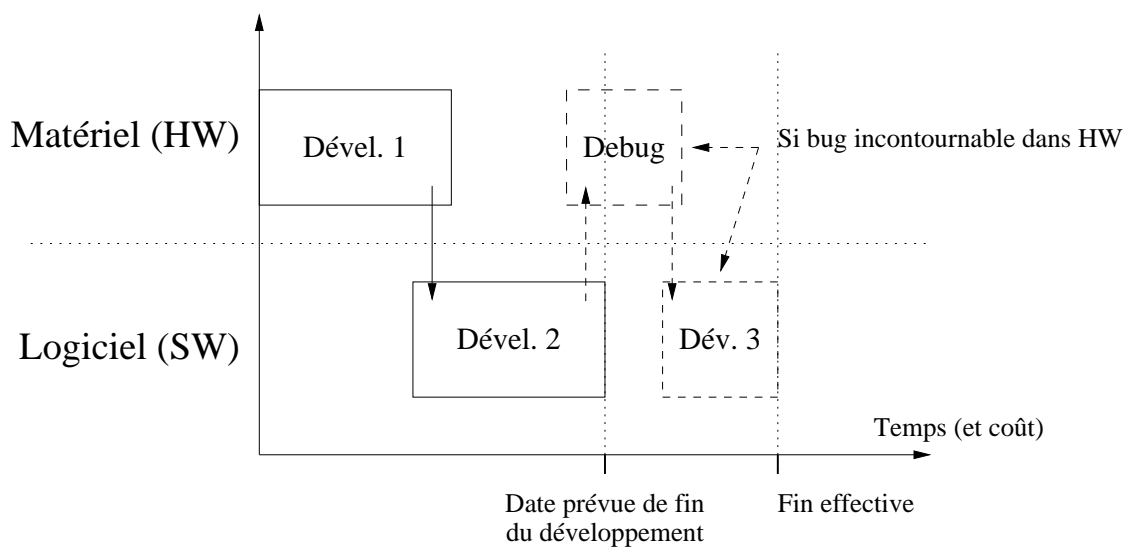 Matériel (HW)
Dével. 1
Debug
Si bug incontournable dans HW
Logiciel (SW)
Dével. 2
Dév. 3
Temps (et coût)
Date prévue de fin
du développement
Fin effective